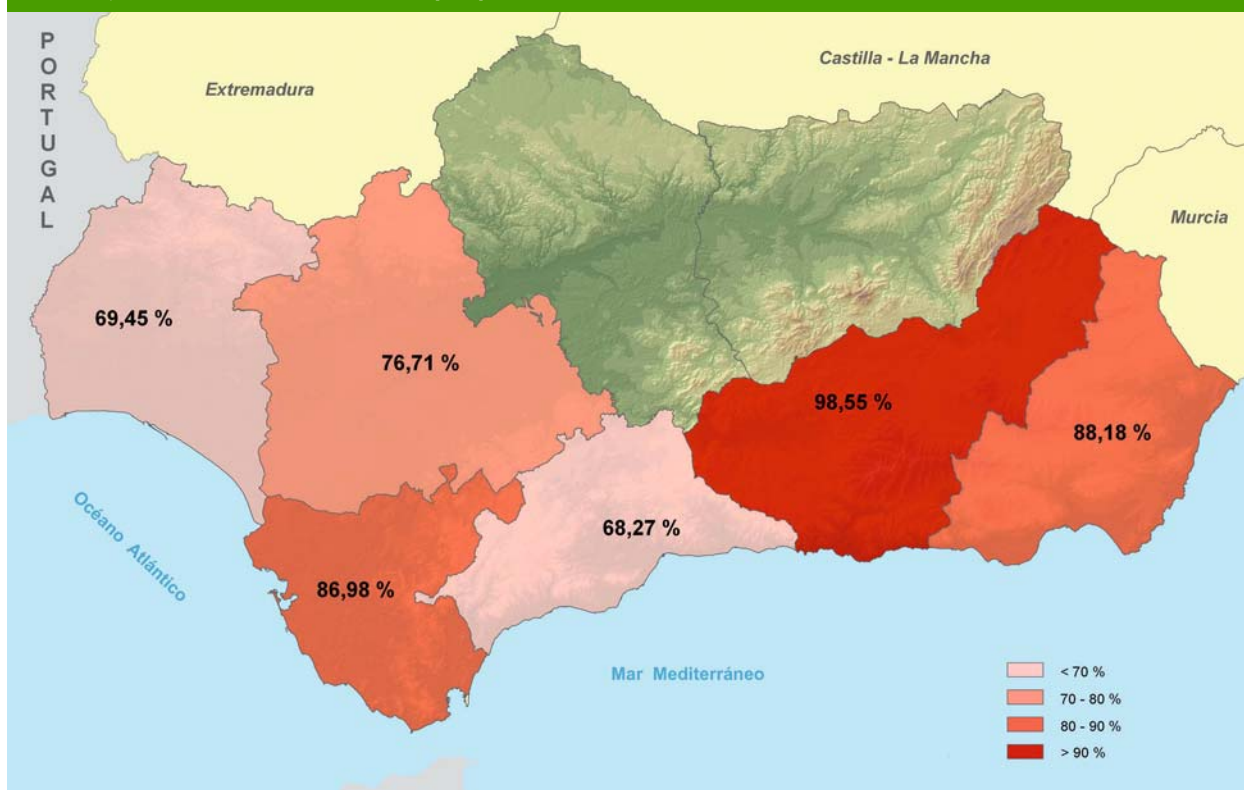 PORTUGAL
Extremadura
Castilla - La Mancha
Murcia
69,45 %
76,71 %
98,55 %
88,18 %
68,27 %
86,98 %
Océano Atlántico
Mar Mediterráneo
< 70 %
70 - 80 %
80 - 90 %
> 90 %